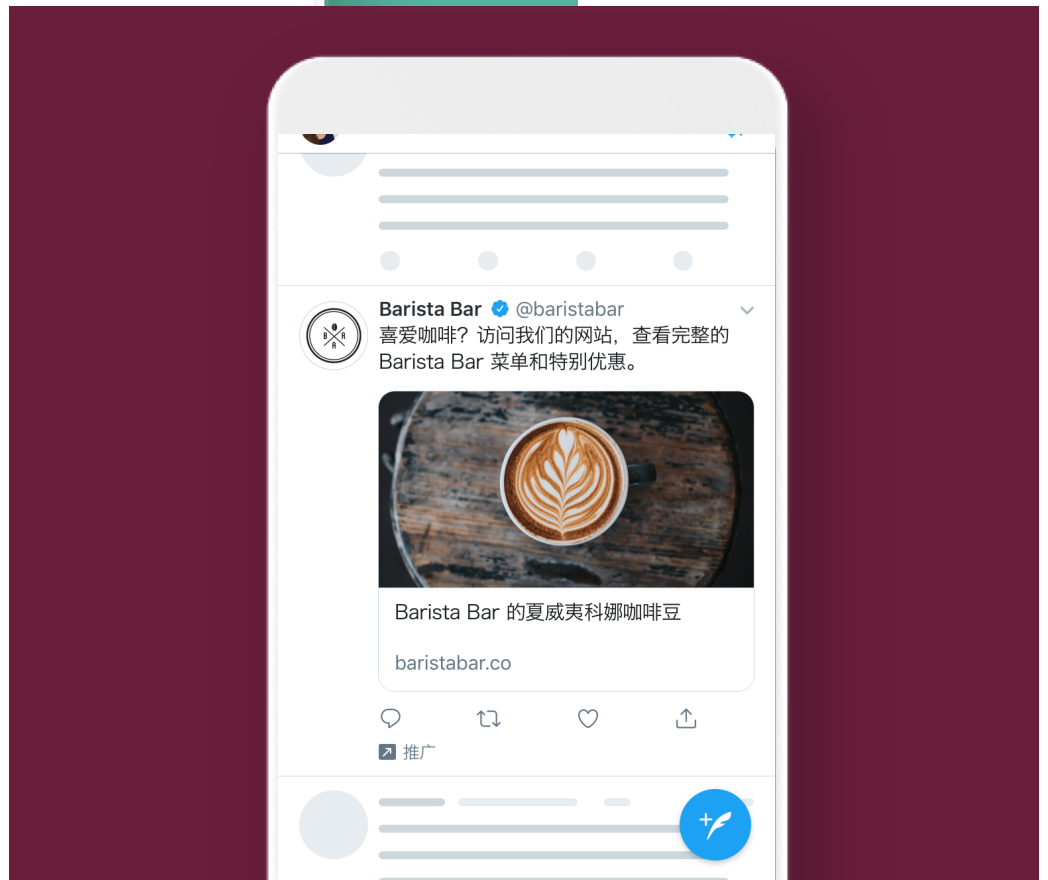 Barista Bar @baristabar
喜爱咖啡？访问我们的网站，查看完整的
Barista Bar 菜单和特别优惠。
B A R
Barista Bar 的夏威夷科娜咖啡豆
baristabar.co
推广